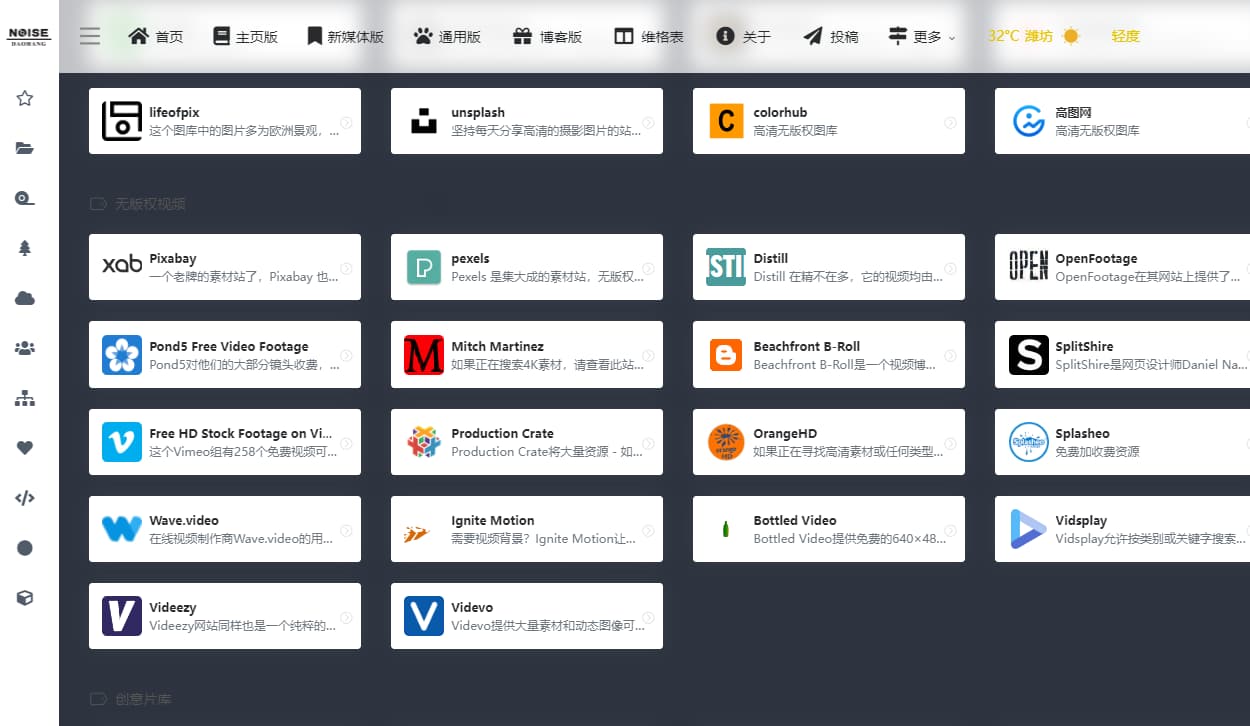 NOISE
DAOHANG
首页
主页版
新媒体版
通用版
博客版
维格表
关于
投稿
更多
32℃ 潍坊
轻度
lifeofpix
这个图库中的图片多为欧洲景观，...
unsplash
坚持每天分享高清的摄影图片的站...
C
colorhub
高清无版权图库
高图网
高清无版权图库
无版权视频
xab
Pixabay
一个老牌的素材站了，Pixabay 也...
P
pexels
Pexels 是集大成的素材站，无版权...
STI
Distill
Distill 在精不在多，它的视频均由...
OPEN
OpenFootage
OpenFootage在其网站上提供了...
Pond5 Free Video Footage
Pond5对他们的大部分镜头收费，...
M
Mitch Martinez
如果正在搜索4K素材，请查看此站...
Beachfront B-Roll
Beachfront B-Roll是一个视频博...
S
SplitShire
SplitShire是网页设计师Daniel Na...
Free HD Stock Footage on Vi...
这个Vimeo组有258个免费视频可...
Production Crate
Production Crate将大量资源 - 如...
orange
HD
OrangeHD
如果正在寻找高清素材或任何类型...
Splasheo
Splasheo
免费加收费资源
Wave.video
在线视频制作商Wave.video的用...
Ignite Motion
需要视频背景？Ignite Motion让...
Bottled Video
Bottled Video提供免费的640×48...
Vidsplay
Vidsplay允许按类别或关键字搜索...
V
Videezy
Videezy网站同样也是一个纯粹的...
V
Videvo
Videvo提供大量素材和动态图像可...
创意片库